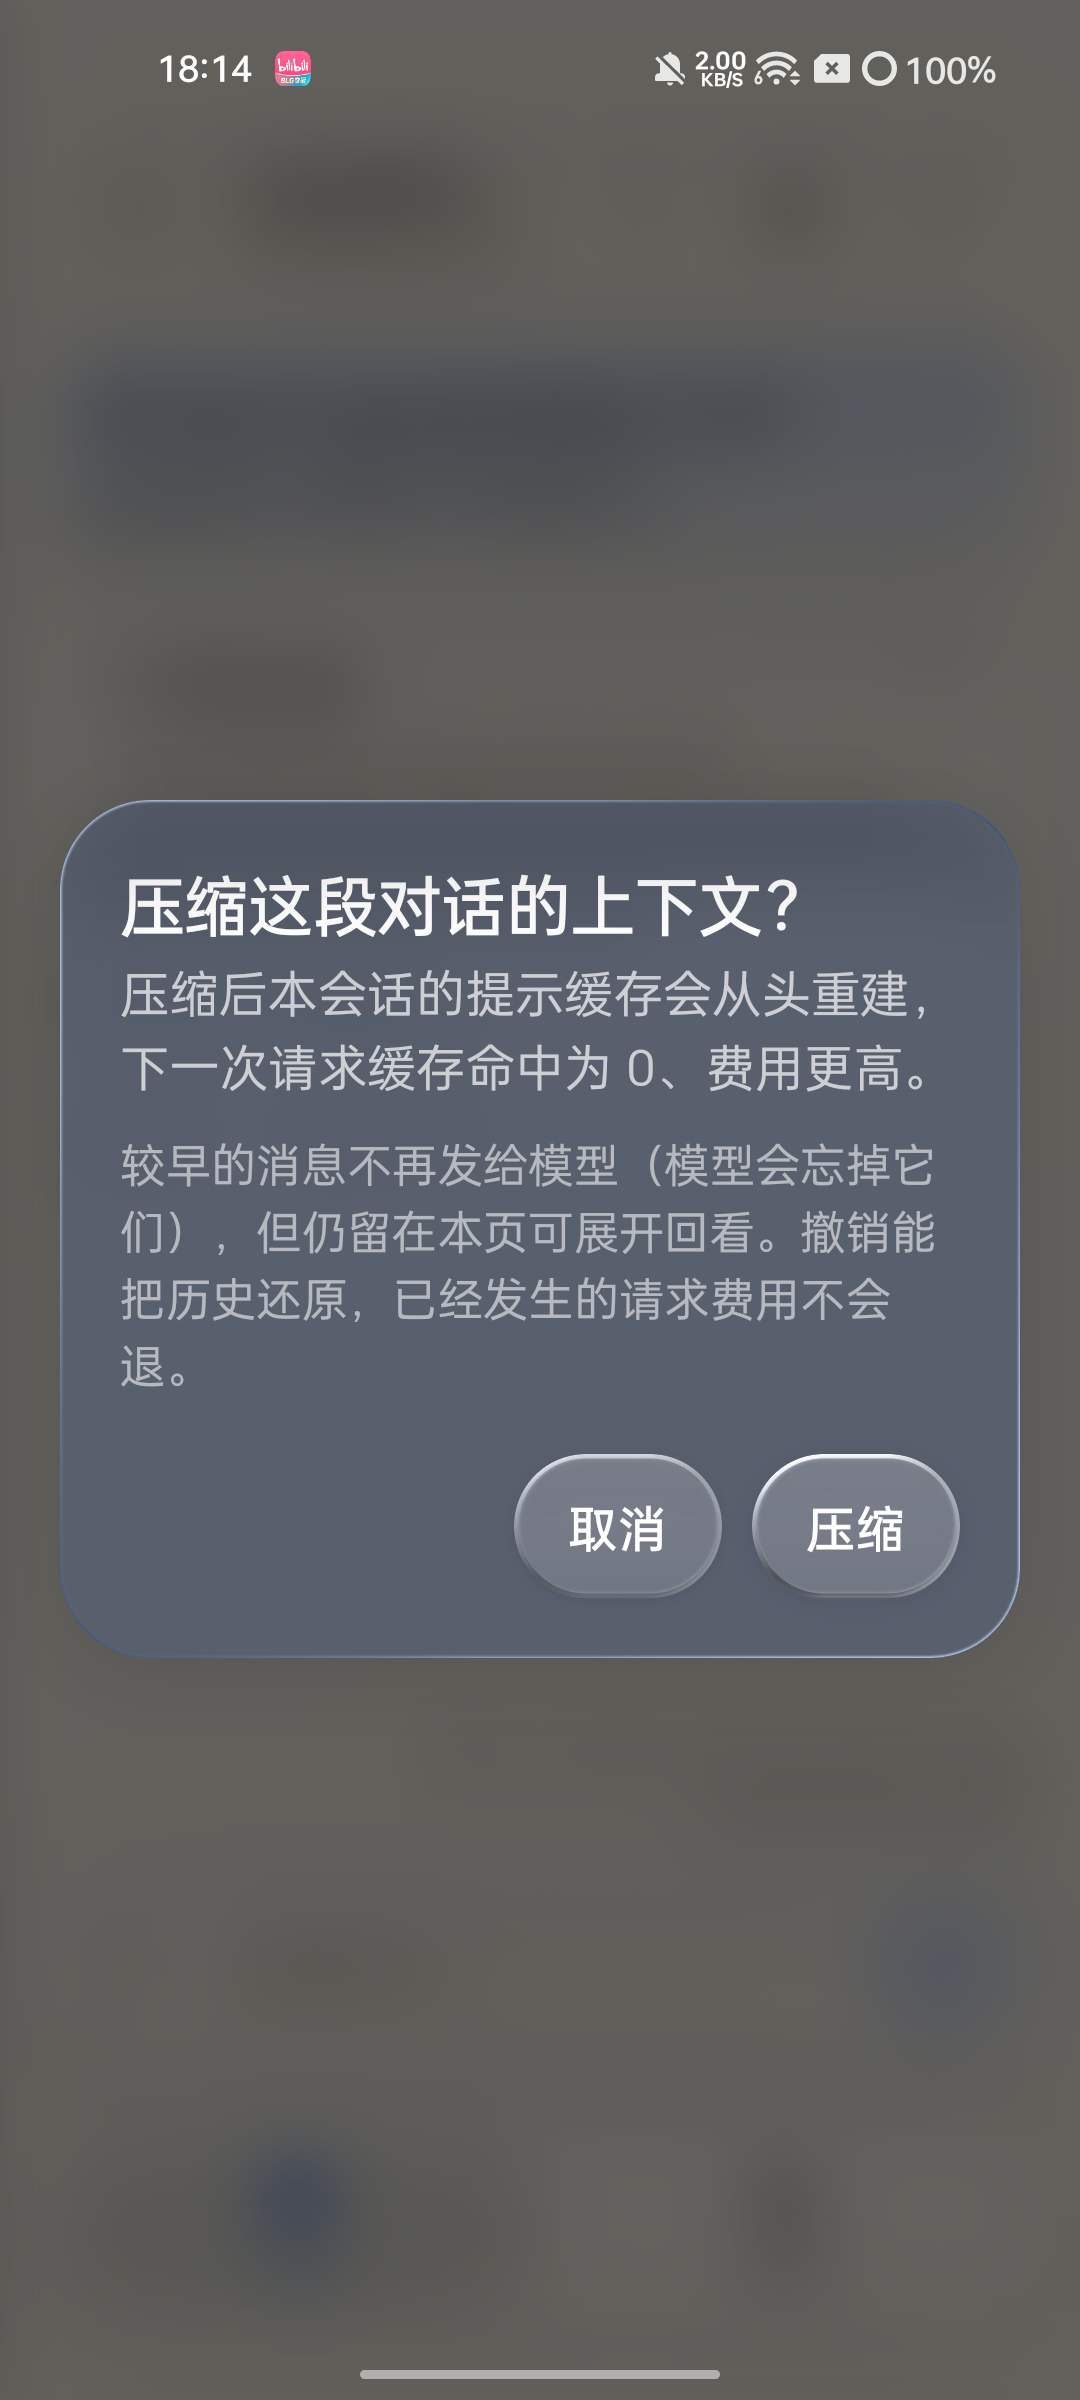 18:14
bilibili
2.00
KB/S
6
100%
压缩这段对话的上下文？
压缩后本会话的提示缓存会从头重建，
下一次请求缓存命中为 0、费用更高。
较早的消息不再发给模型（模型会忘掉它
们），但仍留在本页可展开回看。撤销能
把历史还原，已经发生的请求费用不会
退。
取消
压缩